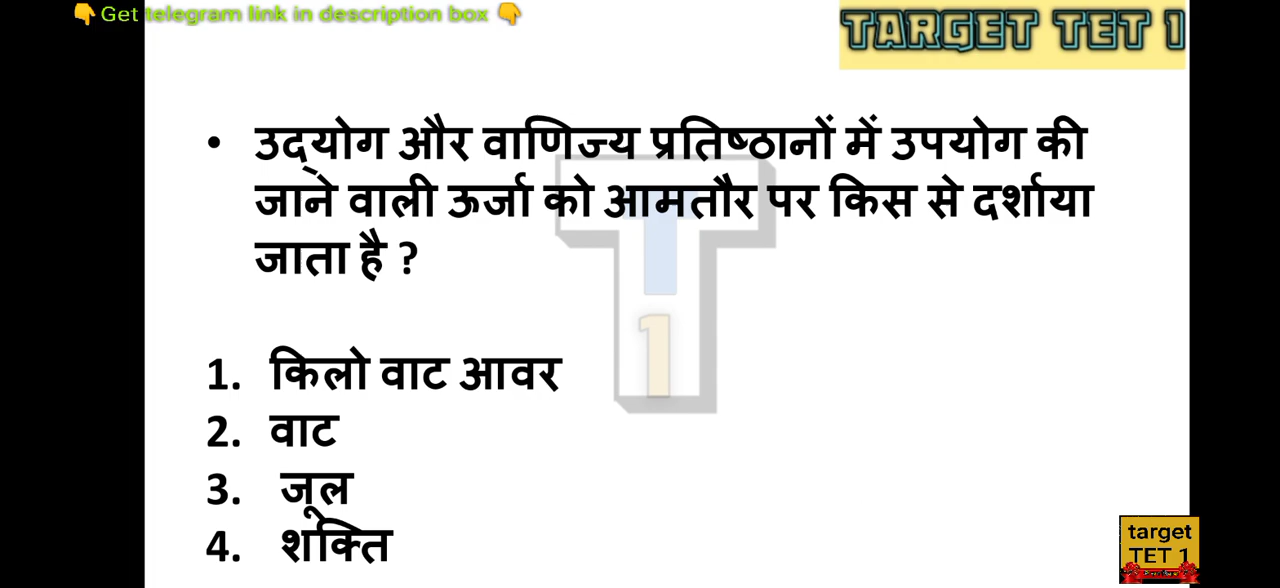 👇Get telegram link in description box 👇
TARGET TET 1
• उद्योग और वाणिज्य प्रतिष्ठानों में उपयोग की
जाने वाली ऊर्जा को आमतौर पर किस से दर्शाया
जाता है ?
1. किलो वाट आवर
2. वाट
3. जूल
4. शक्ति
T
1
target
TET 1